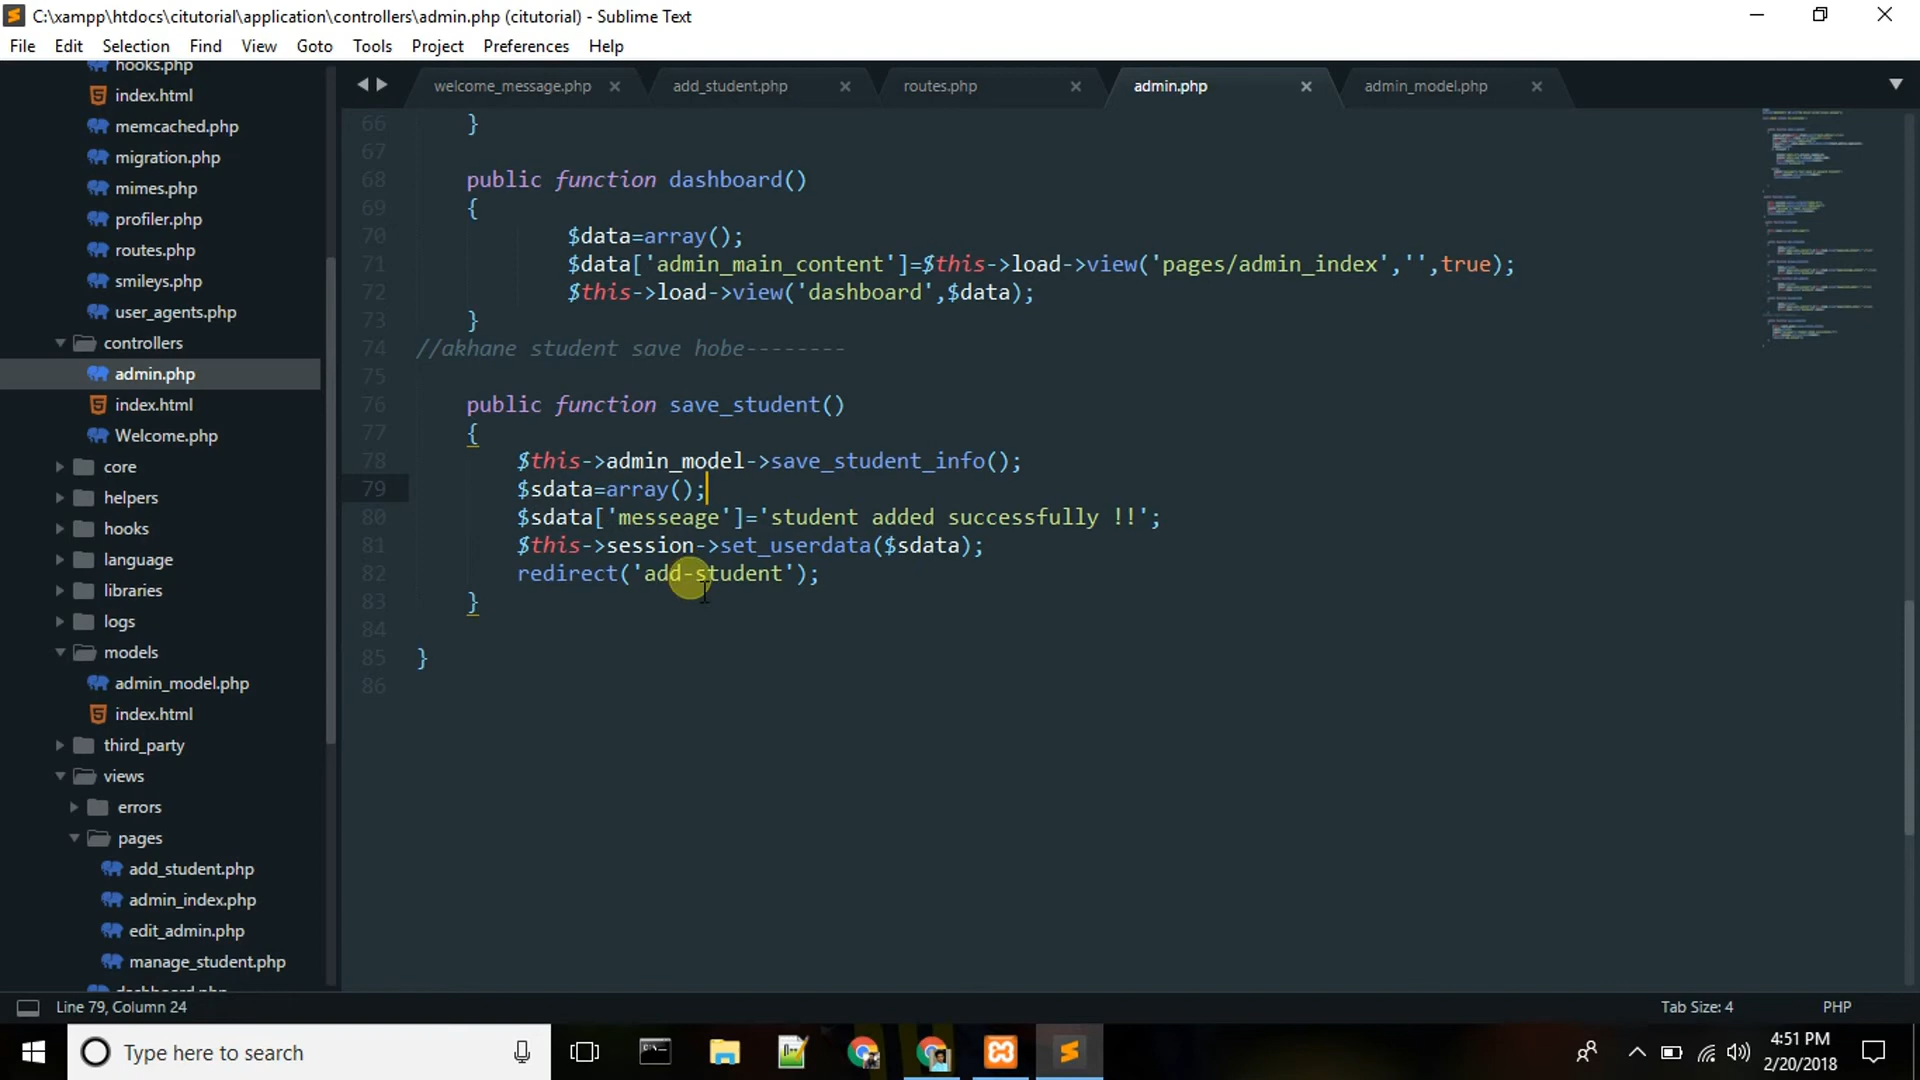 C:\xampp\htdocs\citutorial\application\controllers\admin.php (citutorial) - Sublime Text
File Edit Selection Find View Goto Tools Project Preferences Help
hooks.php
index.html
memcached.php
migration.php
mimes.php
profiler.php
routes.php
smileys.php
user_agents.php
controllers
admin.php
index.html
Welcome.php
core
helpers
hooks
language
libraries
logs
models
admin_model.php
index.html
third_party
views
errors
pages
add_student.php
admin_index.php
edit_admin.php
manage_student.php
dashboard.php
welcome_message.php add_student.php routes.php admin.php admin_model.php
66 }
67
68 public function dashboard()
69 {
70 $data=array();
71 $data['admin_main_content']=$this->load->view('pages/admin_index','',true);
72 $this->load->view('dashboard',$data);
73 }
74 //akhane student save hobe--------
75
76 public function save_student()
77 {
78 $this->admin_model->save_student_info();
79 $sdata=array();
80 $sdata['messeage']='student added successfully !!';
81 $this->session->set_userdata($sdata);
82 redirect('add-student');
83 }
84
85 }
86
Line 79, Column 24 Tab Size: 4 PHP
Type here to search
4:51 PM
2/20/2018